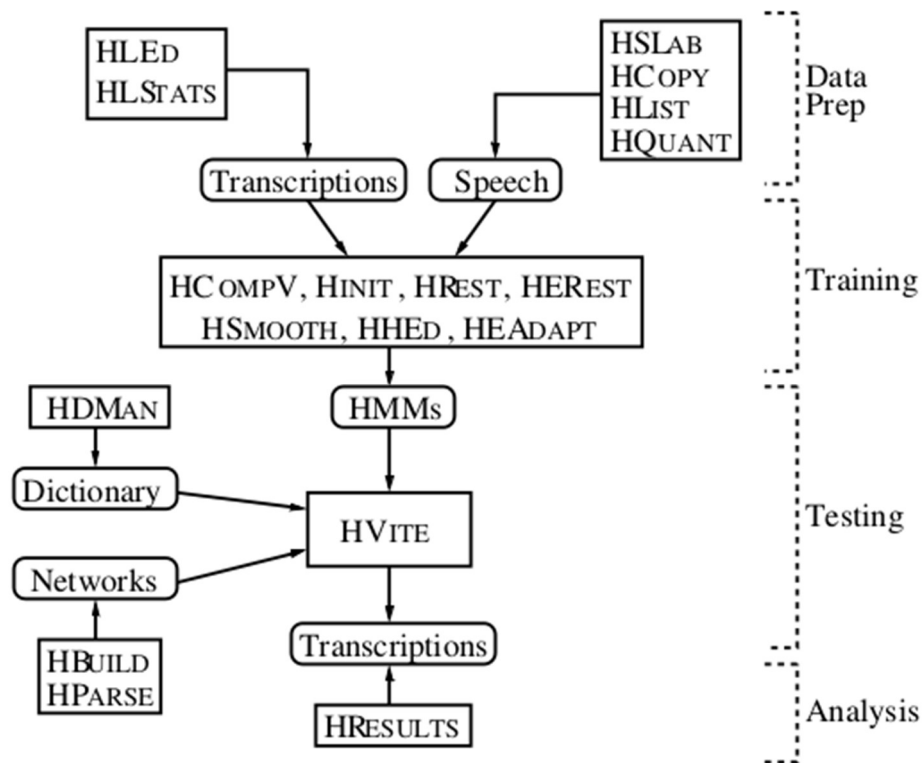 HLED
HLSTATS
HSLAB
HCOPY
HLIST
HQUANT
Data
Prep
Transcriptions
Speech
HCOMPV, HINIT, HREST, HEREST
HSMOOTH, HHED, HEADAPT
Training
HDMAN
HMMs
Dictionary
HVITE
Testing
Networks
HBUILD
HPARSE
Transcriptions
HRESULTS
Analysis